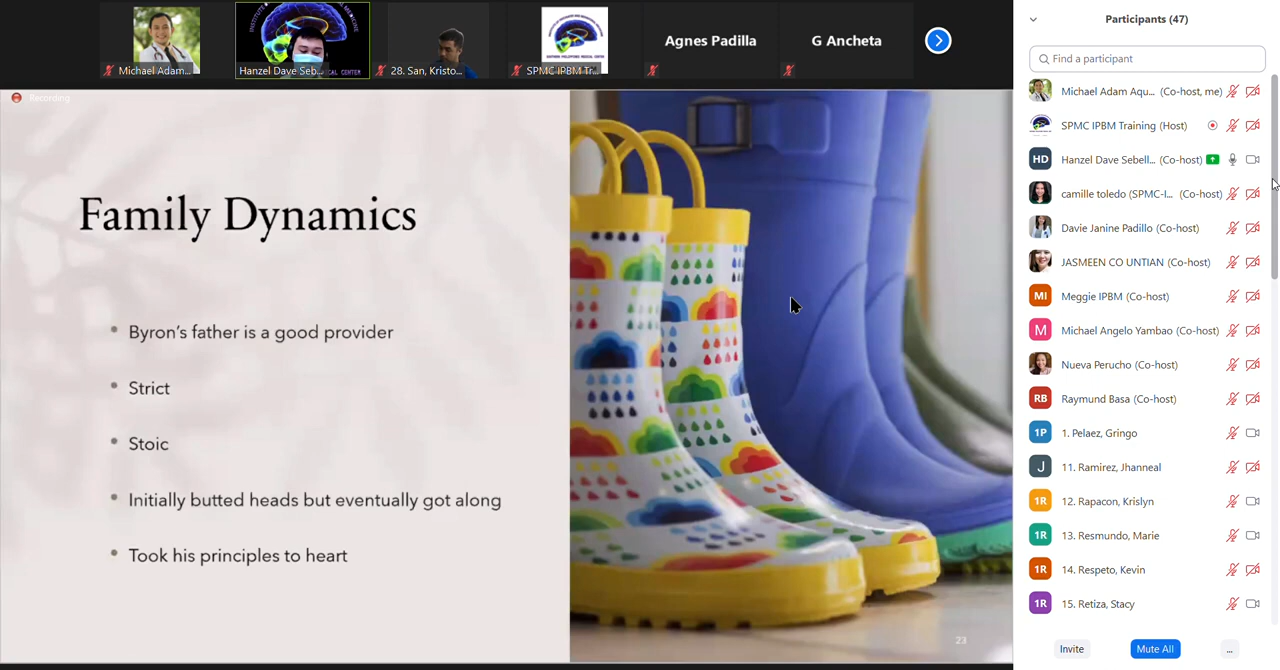 Michael Adam...
Hanzel Dave Seb...
28. San, Kristo...
SPMC IPBM Tr...
Agnes Padilla
G Ancheta
Recording
Family Dynamics
Byron's father is a good provider
Strict
Stoic
Initially butted heads but eventually got along
Took his principles to heart
23
Participants (47)
Find a participant
Michael Adam Aqu... (Co-host, me)
SPMC IPBM Training (Host)
HD Hanzel Dave Sebell... (Co-host)
camille toledo (SPMC-I... (Co-host)
Davie Janine Padillo (Co-host)
JASMEEN CO UNTIAN (Co-host)
MI Meggie IPBM (Co-host)
M Michael Angelo Yambao (Co-host)
Nueva Perucho (Co-host)
RB Raymund Basa (Co-host)
1P 1. Pelaez, Gringo
J 11. Ramirez, Jhanneal
1R 12. Rapacon, Krislyn
1R 13. Resmundo, Marie
1R 14. Respeto, Kevin
1R 15. Retiza, Stacy
Invite
Mute All
...